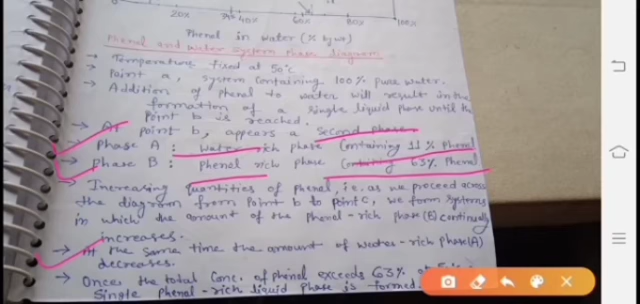 20% 34% 40% 60% 80% 100%
Phenol in water (% by wt)
Phenol and water system phase diagram
→ Temperature fixed at 50°C
→ Point a, system containing 100% pure water.
→ Addition of phenol to water will result in the
formation of a single liquid phase until the
point b is reached.
→ At point b, appears a second phase
→ Phase A : Water rich phase containing 11% phenol
→ Phase B : Phenol rich phase containing 63% phenol
→ Increasing quantities of phenol, i.e. as we proceed across
the diagram from point b to point c, we form systems
in which the amount of the phenol-rich phase (B) continually
increases.
→ At the same time the amount of water-rich phase (A)
decreases.
→ Once the total conc. of phenol exceeds 63% at
single phenol-rich liquid phase is formed.